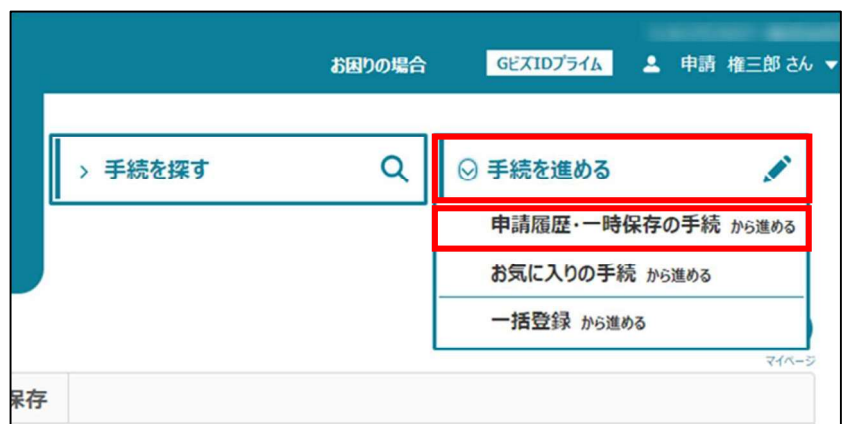 お困りの場合 GビズIDプライム 申請 権三郎 さん ▼
> 手続を探す
手続を進める
申請履歴・一時保存の手続 から進める
お気に入りの手続 から進める
一括登録 から進める
マイページ
保存